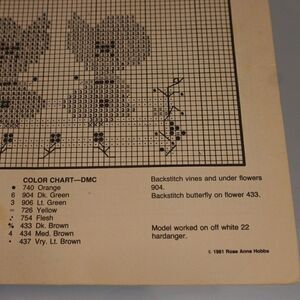 COLOR CHART—DMC
• 740 Orange
6 904 Dk. Green
3 906 Lt. Green
— 726 Yellow
∕ 754 Flesh
% 433 Dk. Brown
4 434 Med. Brown
• 437 Vry. Lt. Brown
Backstitch vines and under flowers
904.
Backstitch butterfly on flower 433.
Model worked on off white 22
hardanger.
© 1981 Rose Anne Hobbs